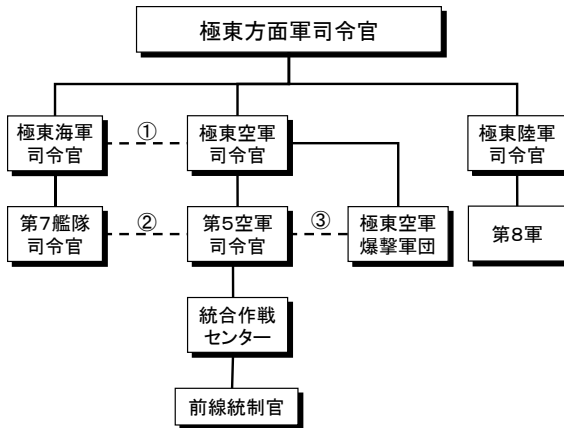 極東方面軍司令官
極東海軍
司令官
①
極東空軍
司令官
極東陸軍
司令官
第7艦隊
司令官
②
第5空軍
司令官
③
極東空軍
爆撃軍団
第8軍
統合作戦
センター
前線統制官